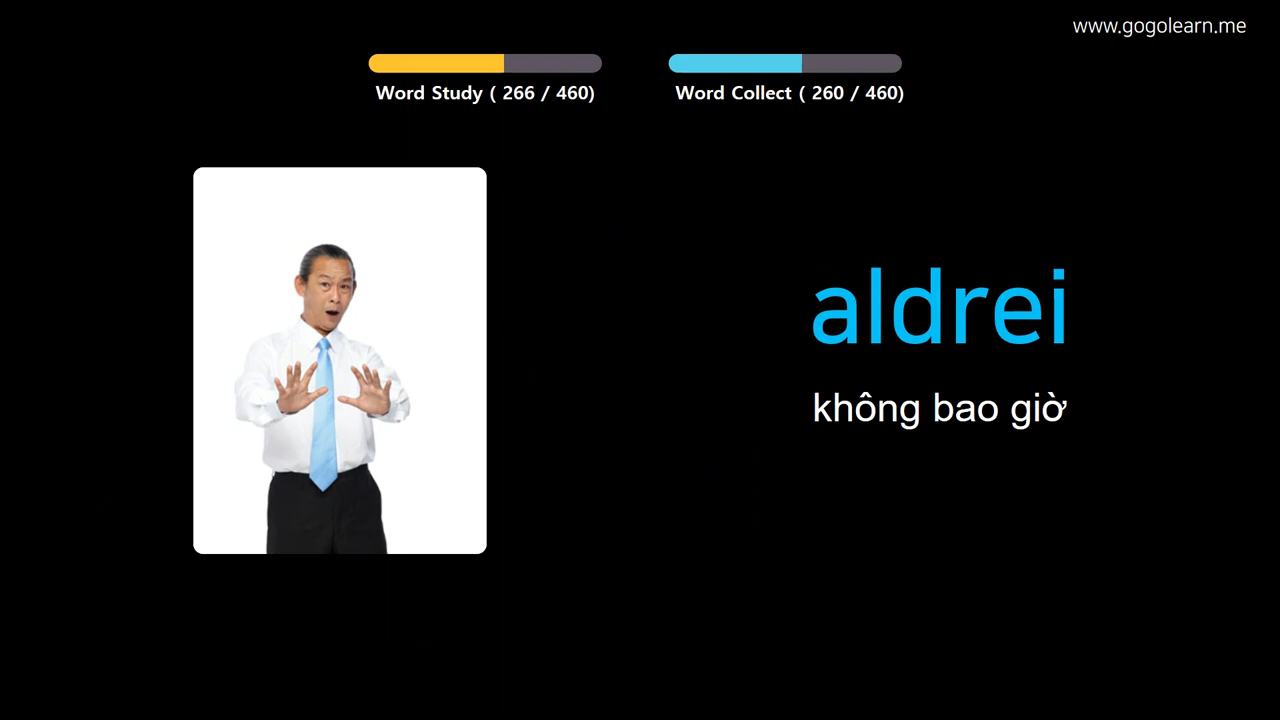 www.gogolearn.me
Word Study ( 266 / 460)
Word Collect ( 260 / 460)
aldrei
không bao giờ